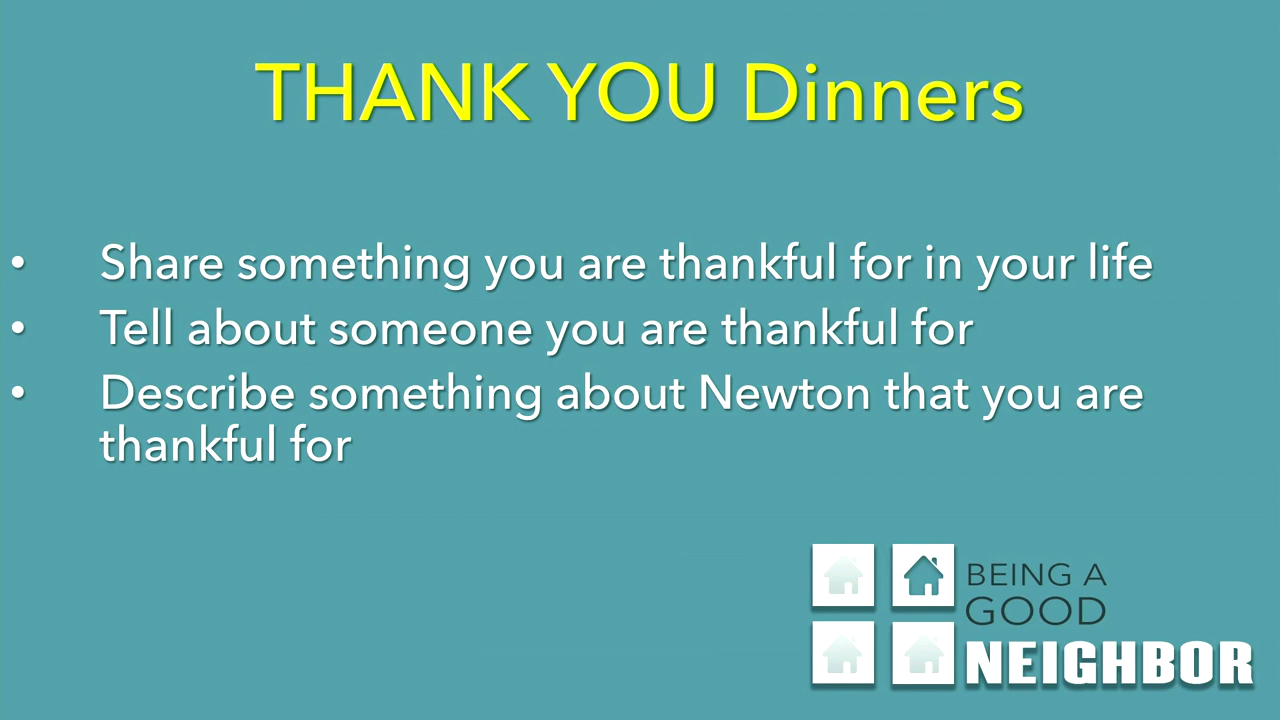 THANK YOU Dinners
• Share something you are thankful for in your life
• Tell about someone you are thankful for
• Describe something about Newton that you are
thankful for
BEING A
GOOD
NEIGHBOR